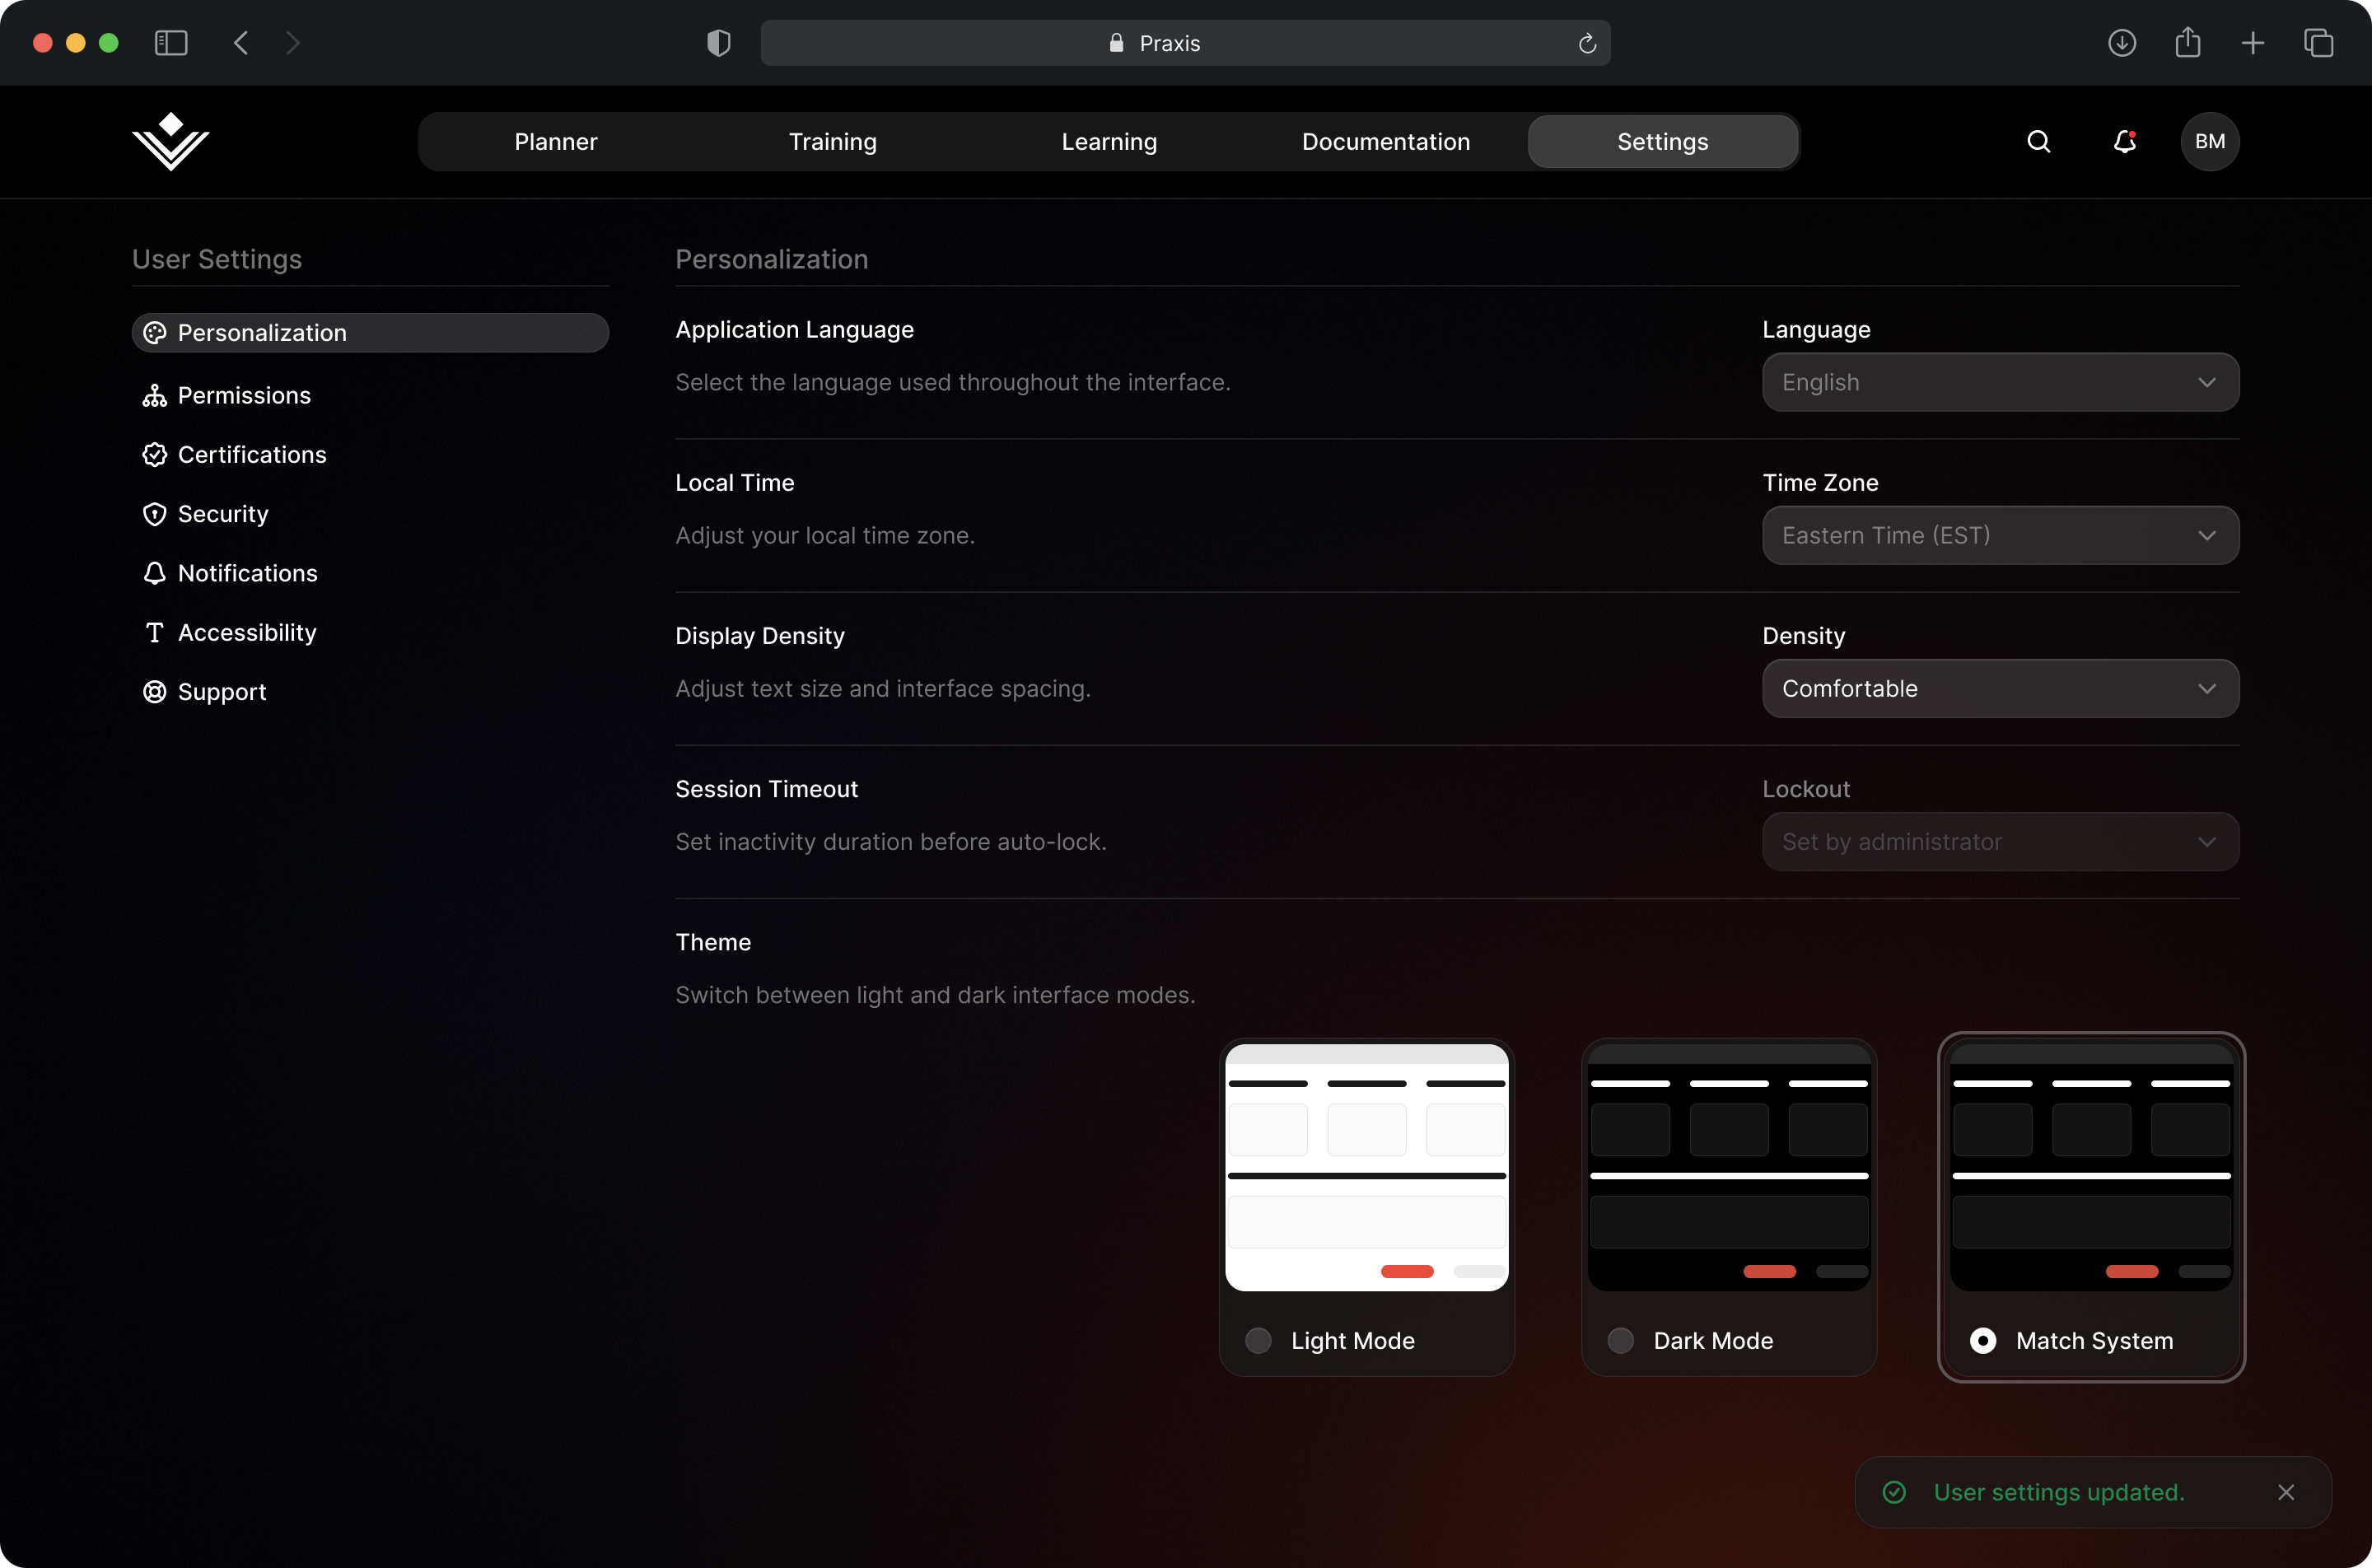 Praxis
Planner
Training
Learning
Documentation
Settings
BM
User Settings
Personalization
Permissions
Certifications
Security
Notifications
Accessibility
Support
Personalization
Application Language
Select the language used throughout the interface.
Language
English
Local Time
Adjust your local time zone.
Time Zone
Eastern Time (EST)
Display Density
Adjust text size and interface spacing.
Density
Comfortable
Session Timeout
Set inactivity duration before auto-lock.
Lockout
Set by administrator
Theme
Switch between light and dark interface modes.
Light Mode
Dark Mode
Match System
User settings updated.